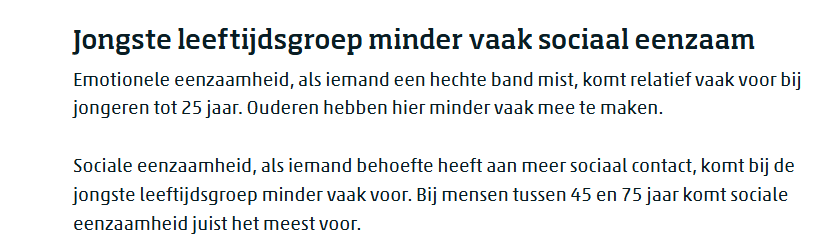 Jongste leeftijdsgroep minder vaak sociaal eenzaam
Emotionele eenzaamheid, als iemand een hechte band mist, komt relatief vaak voor bij
jongeren tot 25 jaar. Ouderen hebben hier minder vaak mee te maken.
Sociale eenzaamheid, als iemand behoefte heeft aan meer sociaal contact, komt bij de
jongste leeftijdsgroep minder vaak voor. Bij mensen tussen 45 en 75 jaar komt sociale
eenzaamheid juist het meest voor.